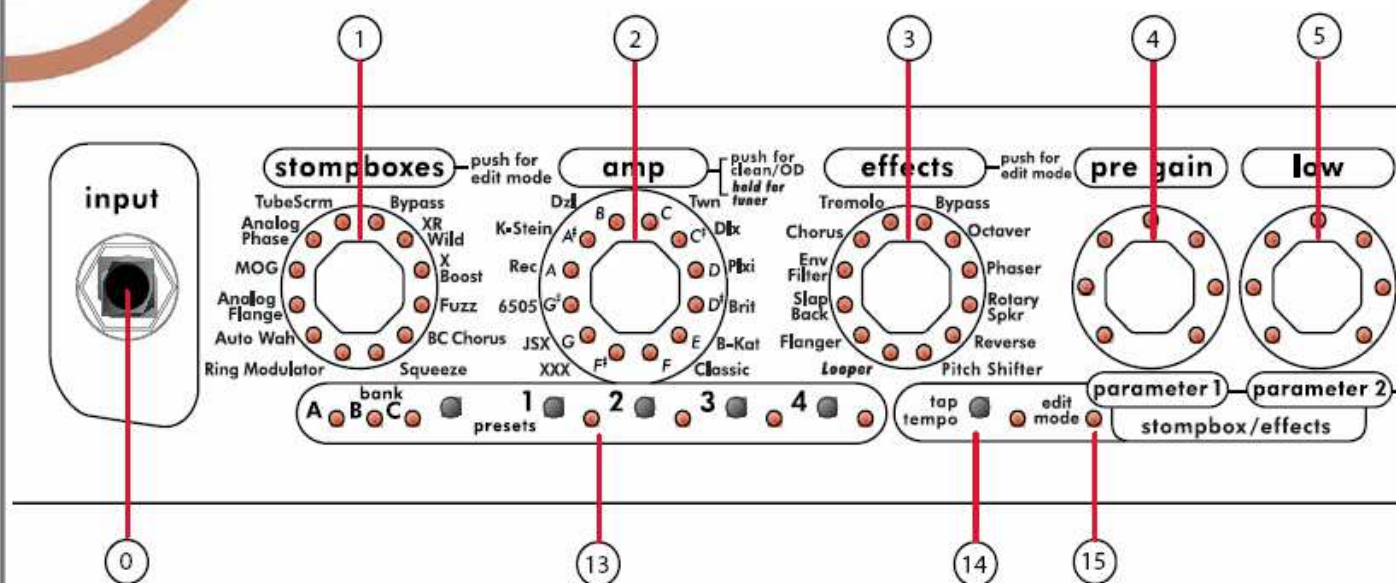 1
2
3
4
5
input
stompboxes
push for
edit mode
TubeScrm
Bypass
Analog
Phase
XR
Wild
MOG
X
Boost
Analog
Flange
Fuzz
Auto Wah
BC Chorus
Ring Modulator
Squeeze
amp
push for
clean/OD
hold for
tuner
Dzl
Twn
K-Stein
Dlx
Rec
Plxi
6505
Brit
JSX
B-Kat
XXX
Classic
B
C
A#
C#
A
D
G#
D#
G
E
F#
F
effects
push for
edit mode
Tremolo
Bypass
Chorus
Octaver
Env
Filter
Phaser
Slap
Back
Rotary
Spkr
Flanger
Reverse
Looper
Pitch Shifter
pre gain
low
parameter 1
parameter 2
stompbox/effects
bank
A B C
presets
1 2 3 4
tap
tempo
edit
mode
0
13
14
15